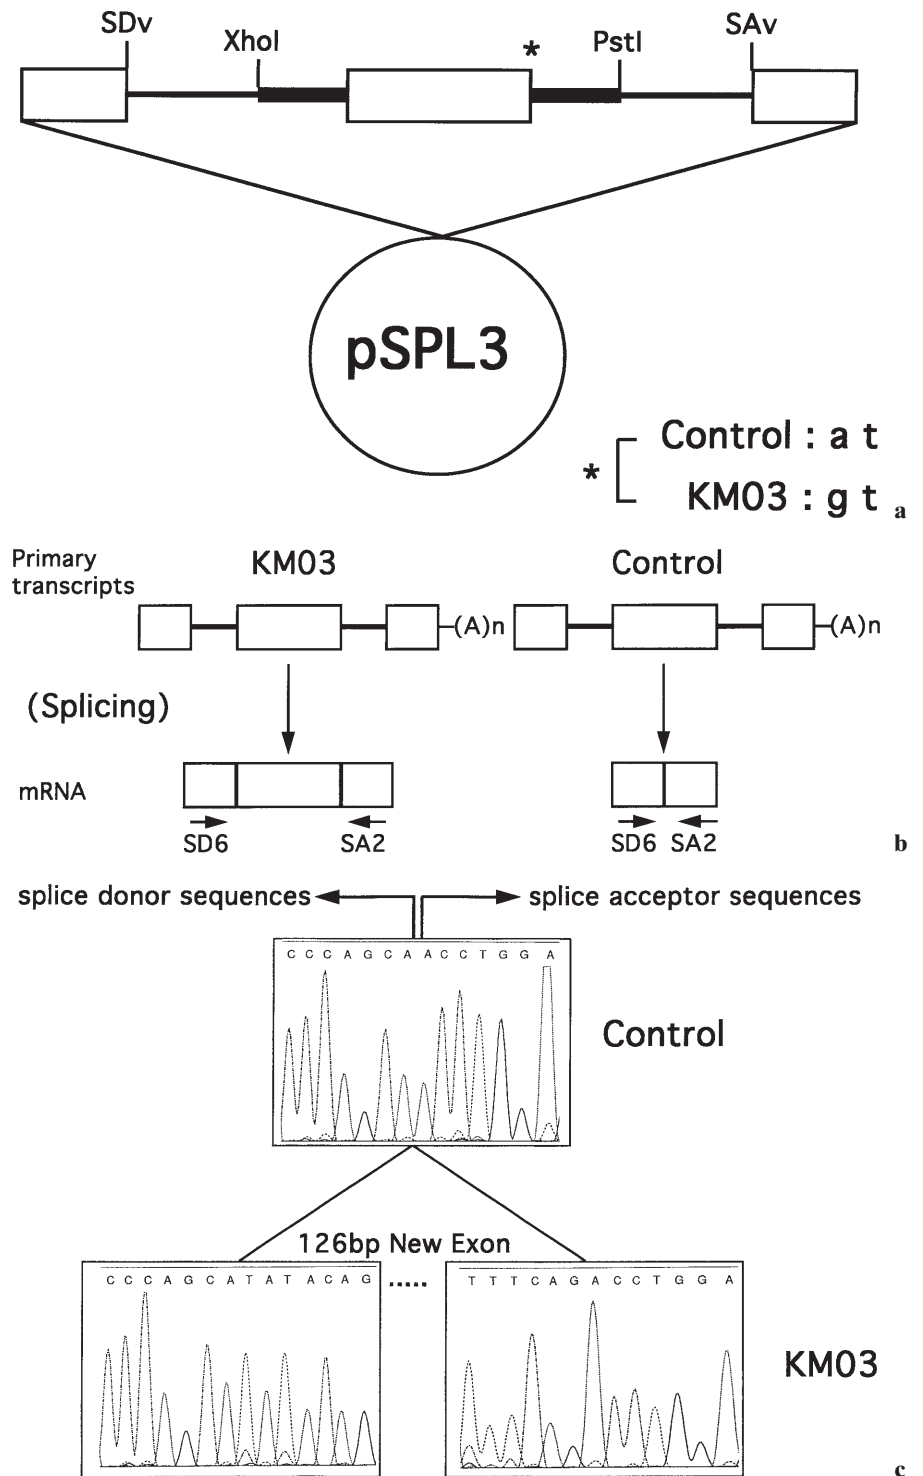 SDv
XhoI
*
PstI
SAv
pSPL3
* Control : a t
KM03 : g t
a
Primary transcripts
KM03
Control
(A)n
(A)n
(Splicing)
mRNA
SD6
SA2
SD6
SA2
b
splice donor sequences
splice acceptor sequences
C C C A G C A A C C T G G A
Control
126bp New Exon
C C C A G C A T A T A C A G
.....
T T T C A G A C C T G G A
KM03
c